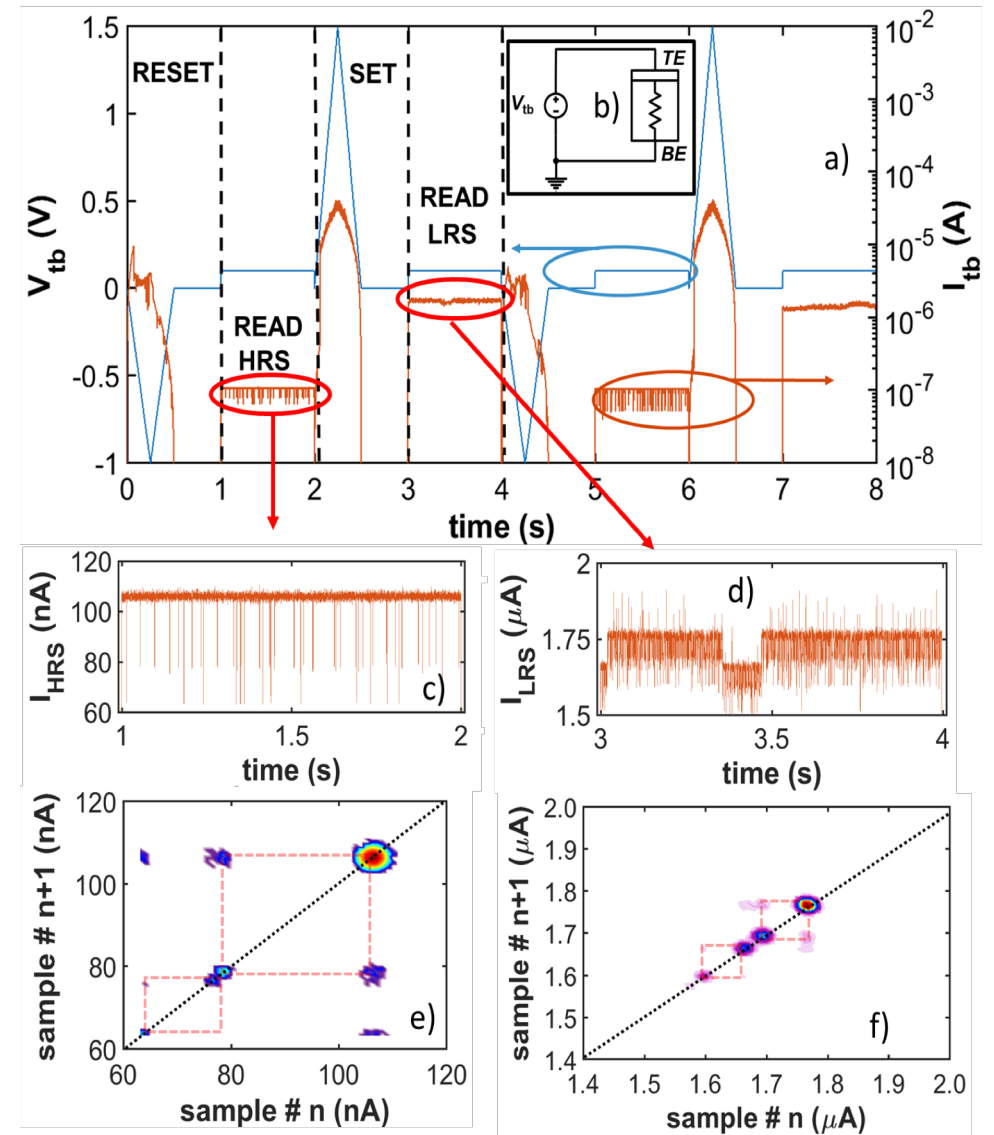 1.5
1
0.5
0
-0.5
-1
V_tb (V)
RESET
SET
READ
HRS
READ
LRS
b)
V_tb
TE
BE
a)
10^-2
10^-3
10^-4
10^-5
10^-6
10^-7
10^-8
I_tb (A)
0 1 2 3 4 5 6 7 8
time (s)
120
100
80
60
I_HRS (nA)
c)
1 1.5 2
time (s)
2
1.75
1.5
I_LRS (μA)
d)
3 3.5 4
time (s)
120
100
80
60
sample # n+1 (nA)
e)
60 80 100 120
sample # n (nA)
2.0
1.9
1.8
1.7
1.6
1.5
1.4
sample # n+1 (μA)
f)
1.4 1.5 1.6 1.7 1.8 1.9 2.0
sample # n (μA)